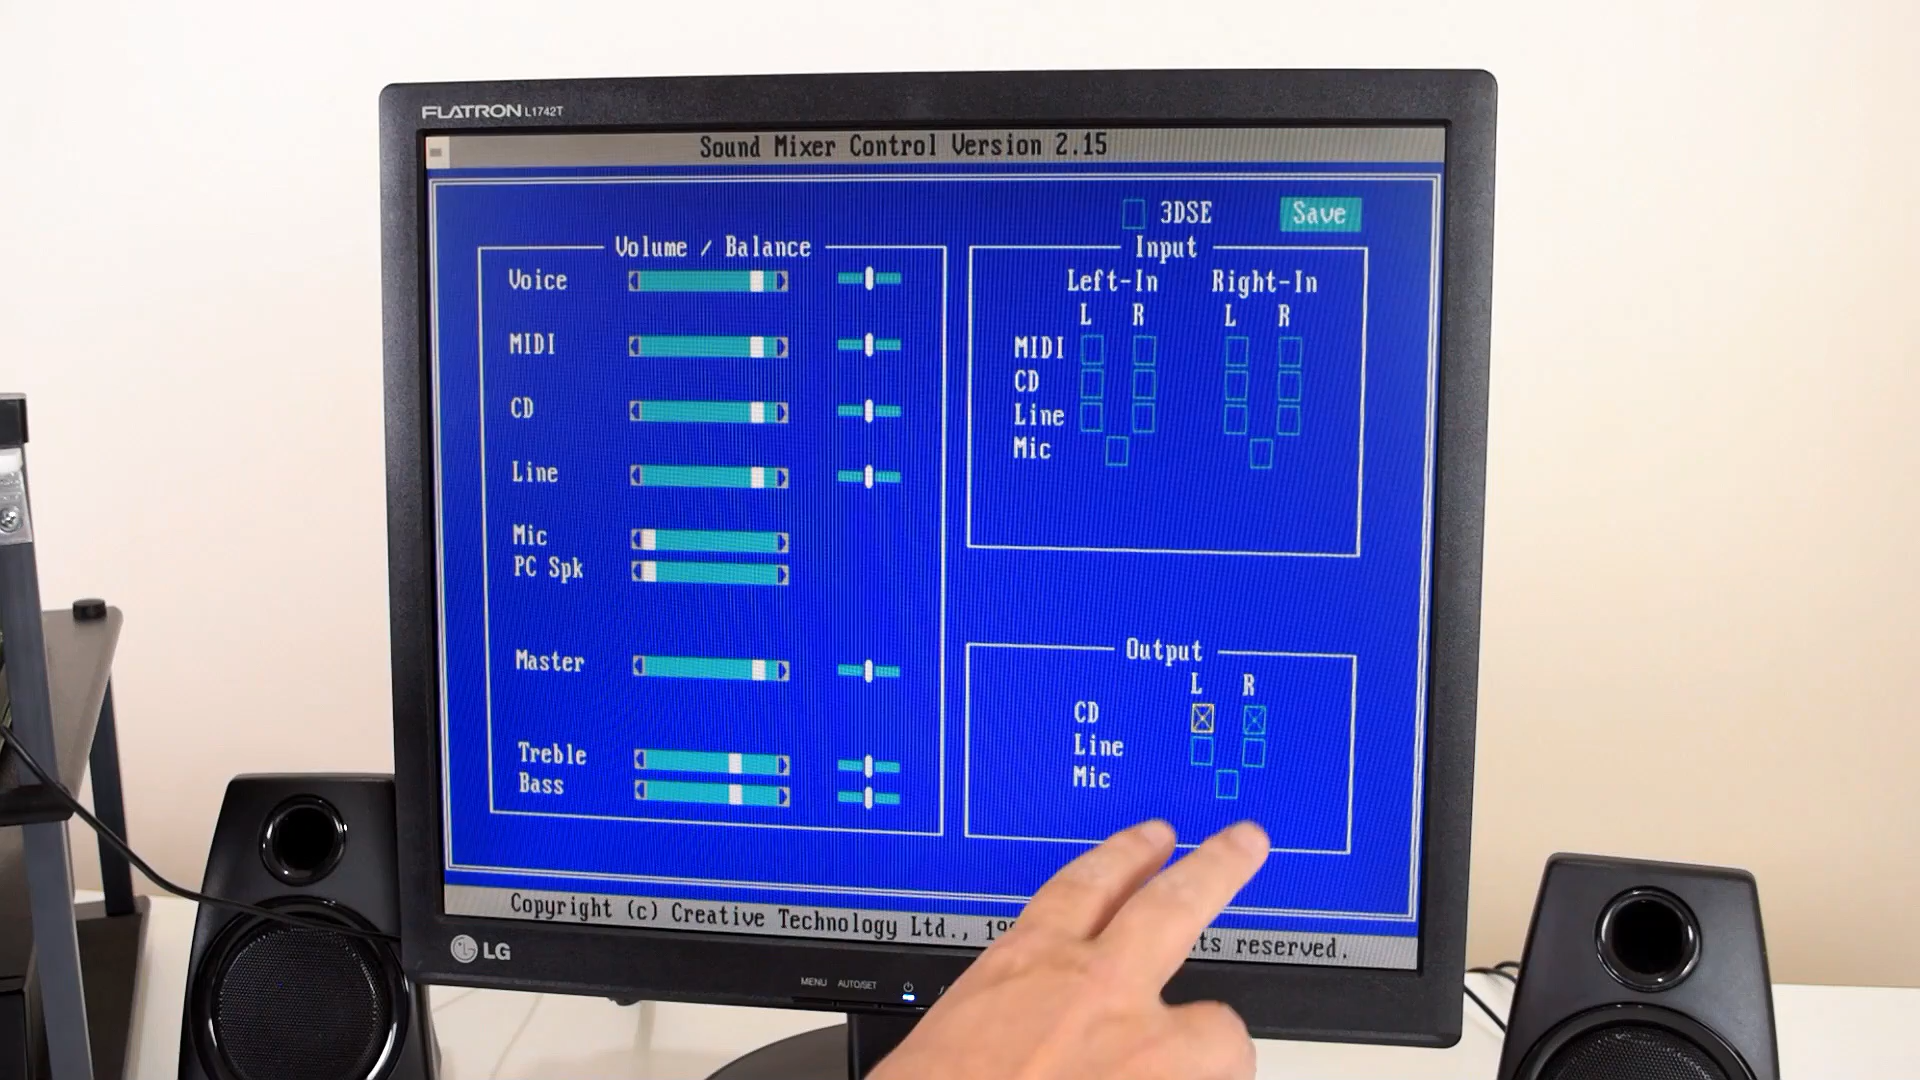 FLATRON L1742T
Sound Mixer Control Version 2.15
3DSE Save
Volume / Balance
Voice
MIDI
CD
Line
Mic
PC Spk
Master
Treble
Bass
Input
Left-In Right-In
L R L R
MIDI
CD
Line
Mic
Output
L R
CD
Line
Mic
Copyright (c) Creative Technology Ltd., reserved.
LG
MENU AUTO/SET